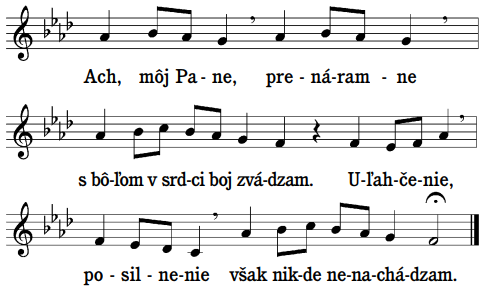 Ach, môj Pa - ne, pre - ná - ram - ne
s bô - ľom v srd - ci boj zvá - dzam. U - ľah - če - nie,
po - sil - ne - nie však nik - de ne - na - chá - dzam.